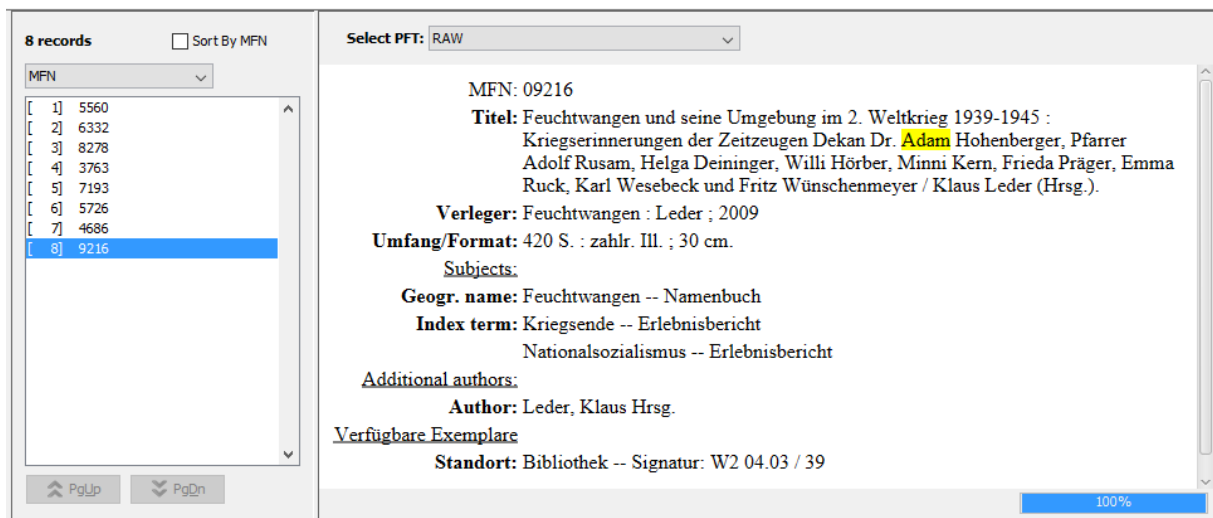 8 records
Sort By MFN
MFN
[ 1] 5560
[ 2] 6332
[ 3] 8278
[ 4] 3763
[ 5] 7193
[ 6] 5726
[ 7] 4686
[ 8] 9216
PgUp PgDn
Select PFT: RAW
MFN: 09216
Titel: Feuchtwangen und seine Umgebung im 2. Weltkrieg 1939-1945 :
Kriegserinnerungen der Zeitzeugen Dekan Dr. Adam Hohenberger, Pfarrer
Adolf Rusam, Helga Deininger, Willi Hörber, Minni Kern, Frieda Präger, Emma
Ruck, Karl Wesebeck und Fritz Wünschenmeyer / Klaus Leder (Hrsg.).
Verleger: Feuchtwangen : Leder ; 2009
Umfang/Format: 420 S. : zahlr. Ill. ; 30 cm.
Subjects:
Geogr. name: Feuchtwangen -- Namenbuch
Index term: Kriegsende -- Erlebnisbericht
Nationalsozialismus -- Erlebnisbericht
Additional authors:
Author: Leder, Klaus Hrsg.
Verfügbare Exemplare
Standort: Bibliothek -- Signatur: W2 04.03 / 39
100%